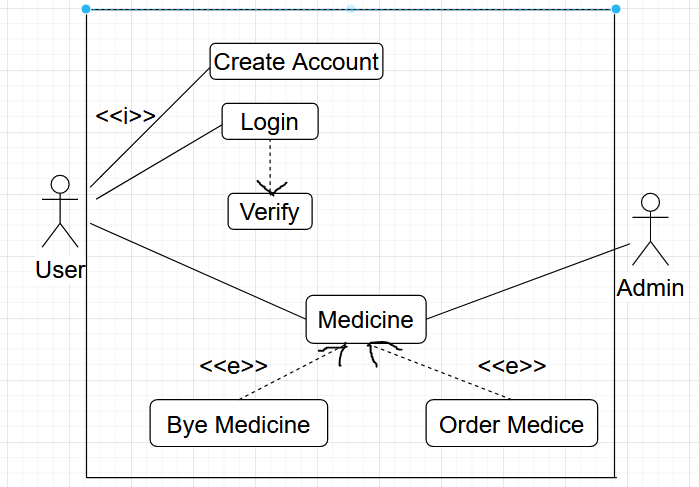 Create Account
<<i>>
Login
Verify
User
Admin
Medicine
<<e>>
<<e>>
Bye Medicine
Order Medice